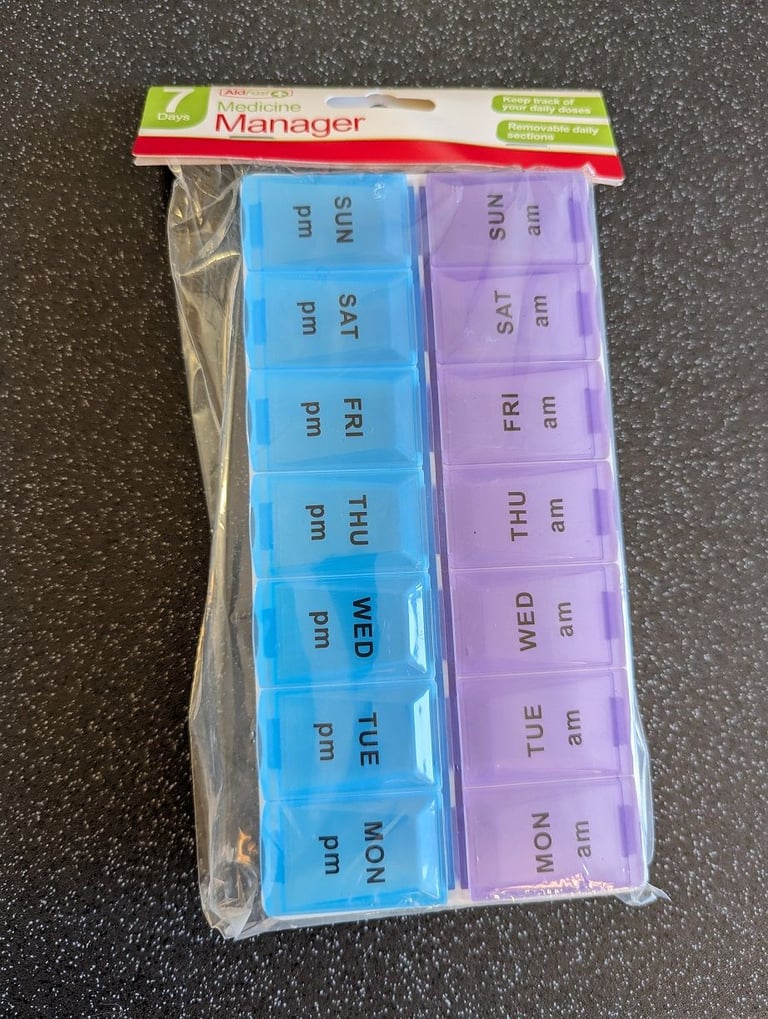 7
Days
AidPost
Medicine
Manager
Keep track of
your daily doses
Removable daily
sections
SUN
pm
SUN
am
SAT
pm
SAT
am
FRI
pm
FRI
am
THU
pm
THU
am
WED
pm
WED
am
TUE
pm
TUE
am
MON
pm
MON
am